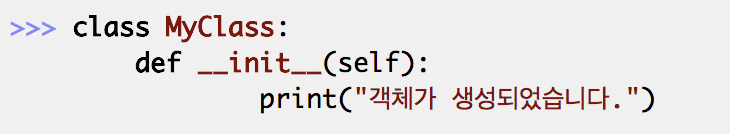 >>> class MyClass:
        def __init__(self):
                print("객체가 생성되었습니다.")